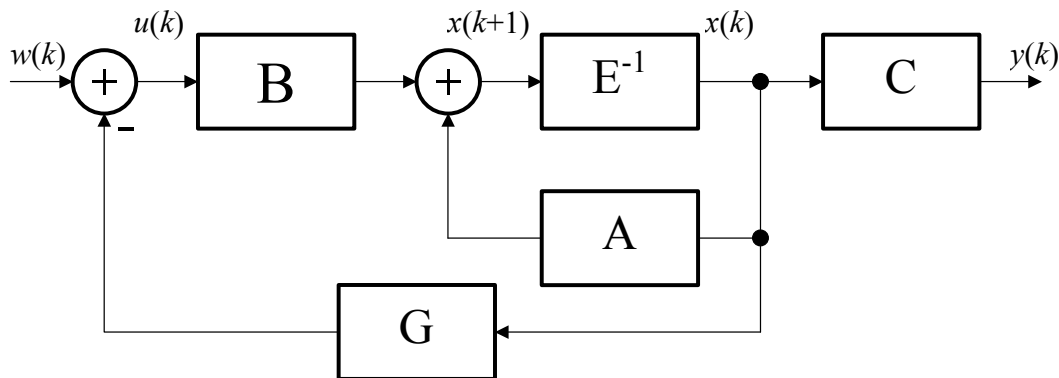 w(k)
u(k)
B
x(k+1)
E⁻¹
x(k)
C
y(k)
A
G